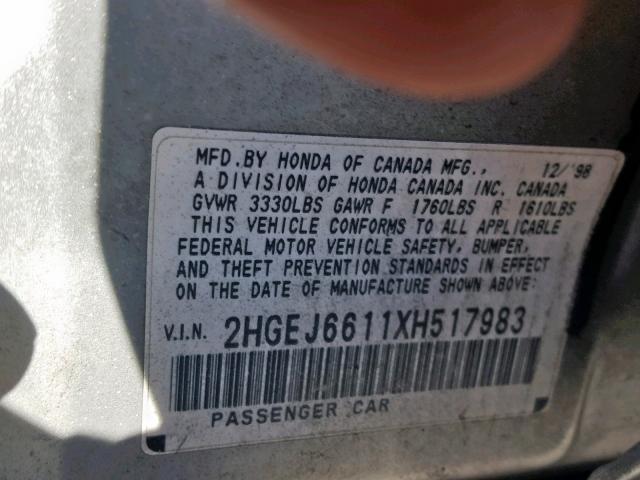 MFD. BY HONDA OF CANADA MFG., 12/'98
A DIVISION OF HONDA CANADA INC. CANADA
GVWR 3330LBS GAWR F 1760LBS R 1610LBS
THIS VEHICLE CONFORMS TO ALL APPLICABLE
FEDERAL MOTOR VEHICLE SAFETY, BUMPER,
AND THEFT PREVENTION STANDARDS IN EFFECT
ON THE DATE OF MANUFACTURE SHOWN ABOVE:
V.I.N. 2HGEJ6611XH517983
PASSENGER CAR